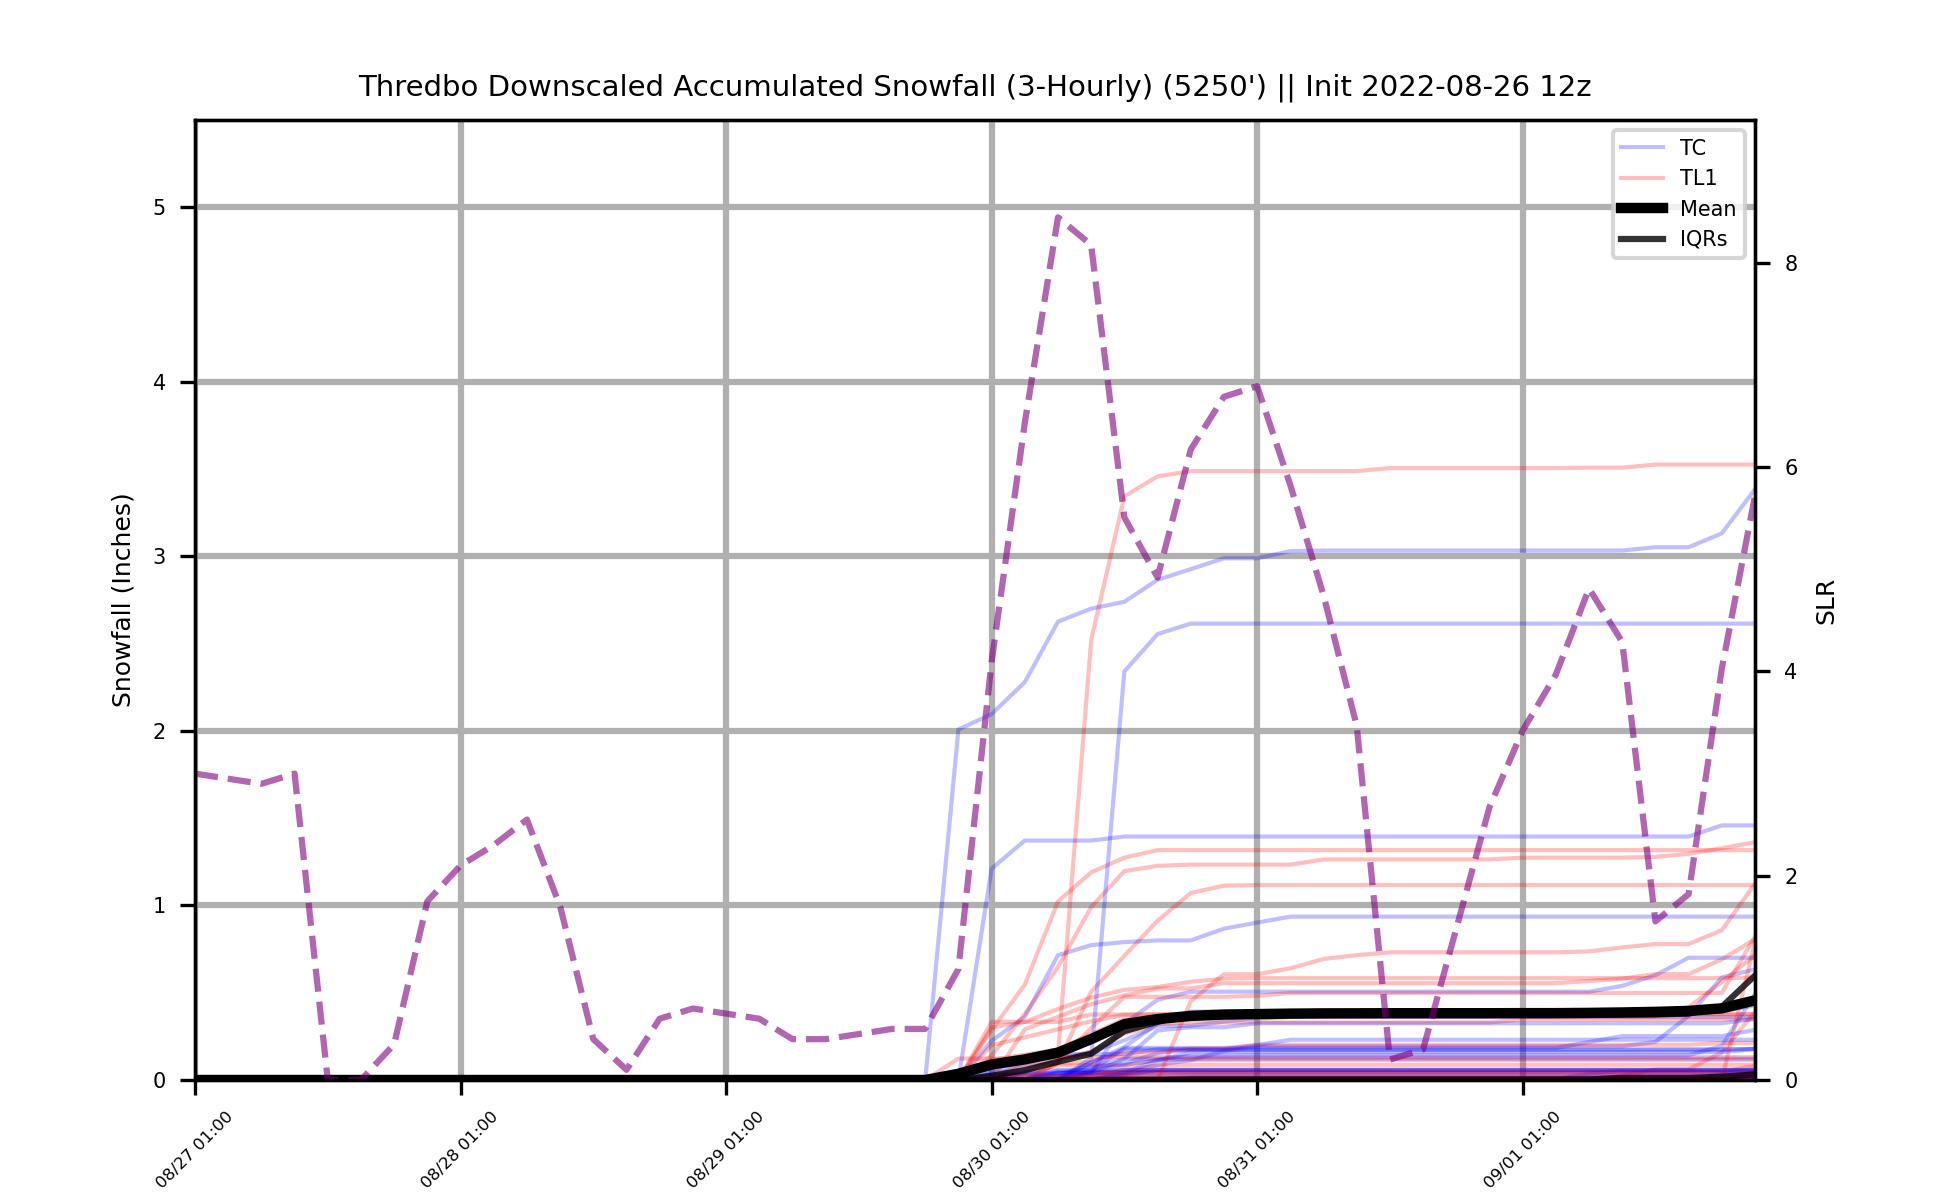 Thredbo Downscaled Accumulated Snowfall (3-Hourly) (5250') || Init 2022-08-26 12z
TC
TL1
Mean
IQRs
5
4
3
2
1
0
Snowfall (Inches)
8
6
4
2
0
SLR
08/27 01:00
08/28 01:00
08/29 01:00
08/30 01:00
08/31 01:00
09/01 01:00